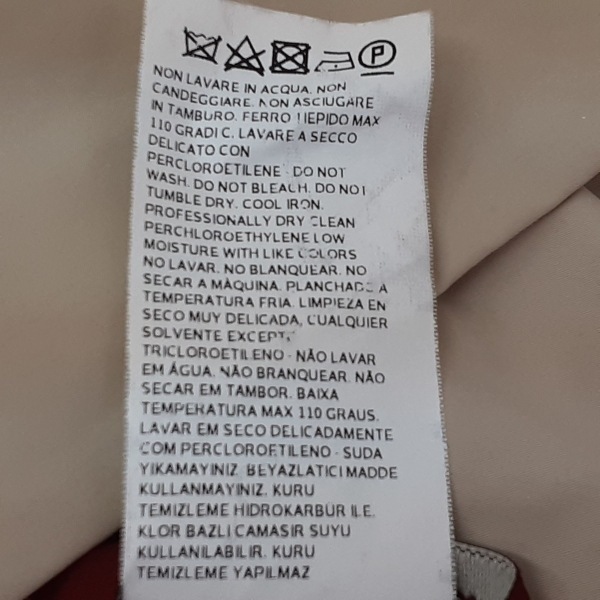 P
NON LAVARE IN ACQUA. NON
CANDEGGIARE. NON ASCIUGARE
IN TAMBURO. FERRO TIEPIDO MAX
110 GRADI C. LAVARE A SECCO
DELICATO CON
PERCLOROETILENE - DO NOT
WASH. DO NOT BLEACH. DO NOT
TUMBLE DRY. COOL IRON.
PROFESSIONALLY DRY CLEAN
PERCHLOROETHYLENE LOW
MOISTURE WITH LIKE COLORS
NO LAVAR. NO BLANQUEAR. NO
SECAR A MÀQUINA. PLANCHADO A
TEMPERATURA FRIA. LIMPIEZA EN
SECO MUY DELICADA, CUALQUIER
SOLVENTE EXCEPT.
TRICLOROETILENO - NÃO LAVAR
EM ÁGUA. NÃO BRANQUEAR. NÃO
SECAR EM TAMBOR. BAIXA
TEMPERATURA MAX 110 GRAUS.
LAVAR EM SECO DELICADAMENTE
COM PERCLOROETILENO - SUDA
YIKAMAYINIZ. BEYAZLATICI MADDE
KULLANMAYINIZ. KURU
TEMIZLEME HIDROKARBÜR ILE.
KLOR BAZLI CAMASIR SUYU
KULLANILABILIR. KURU
TEMIZLEME YAPILMAZ